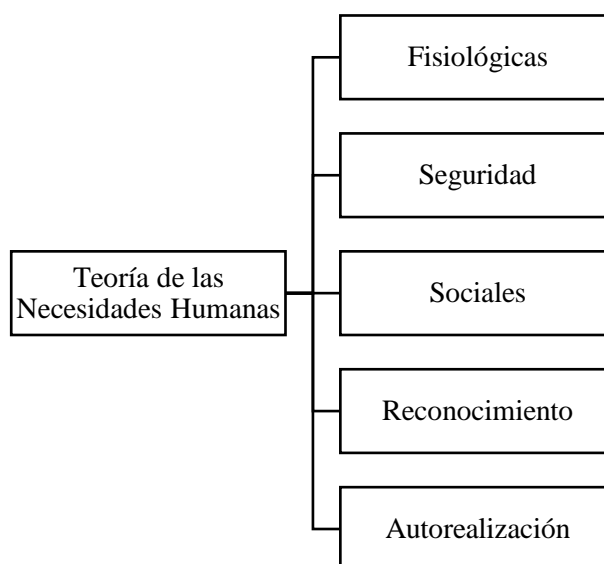 Fisiológicas
Seguridad
Teoría de las
Necesidades Humanas
Sociales
Reconocimiento
Autorealización